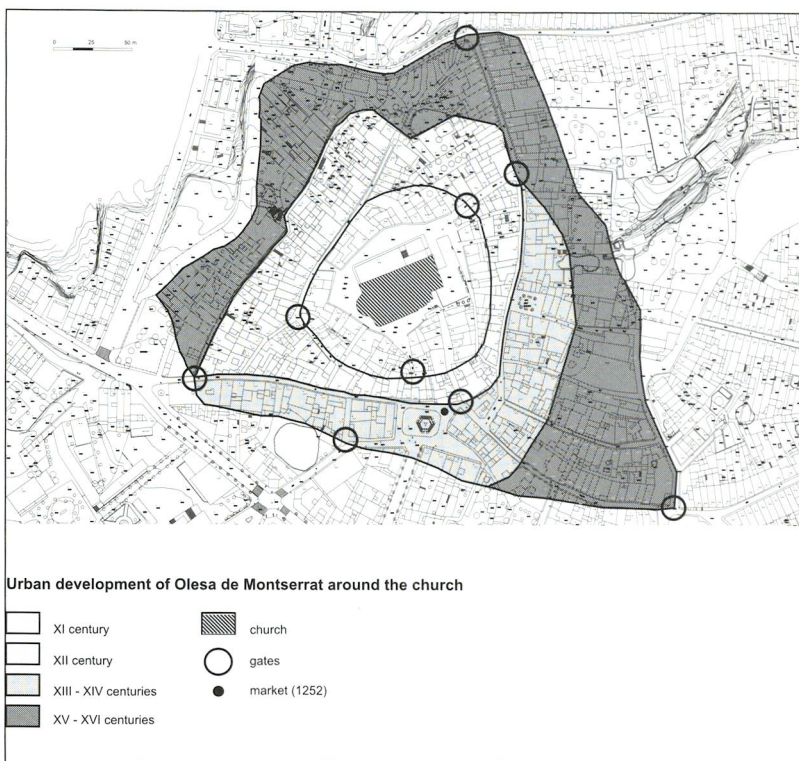 0 25 50 m.
Urban development of Olesa de Montserrat around the church
XI century
XII century
XIII - XIV centuries
XV - XVI centuries
church
gates
market (1252)